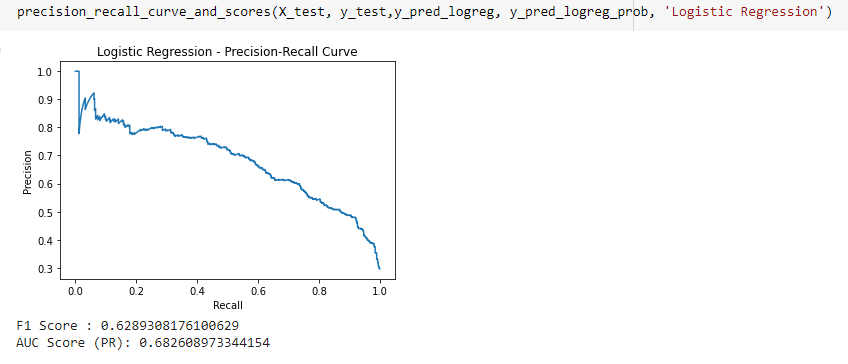 precision_recall_curve_and_scores(X_test, y_test,y_pred_logreg, y_pred_logreg_prob, 'Logistic Regression')
Logistic Regression - Precision-Recall Curve
1.0
0.9
0.8
0.7
0.6
0.5
0.4
0.3
Precision
0.0 0.2 0.4 0.6 0.8 1.0
Recall
F1 Score : 0.6289308176100629
AUC Score (PR): 0.682608973344154